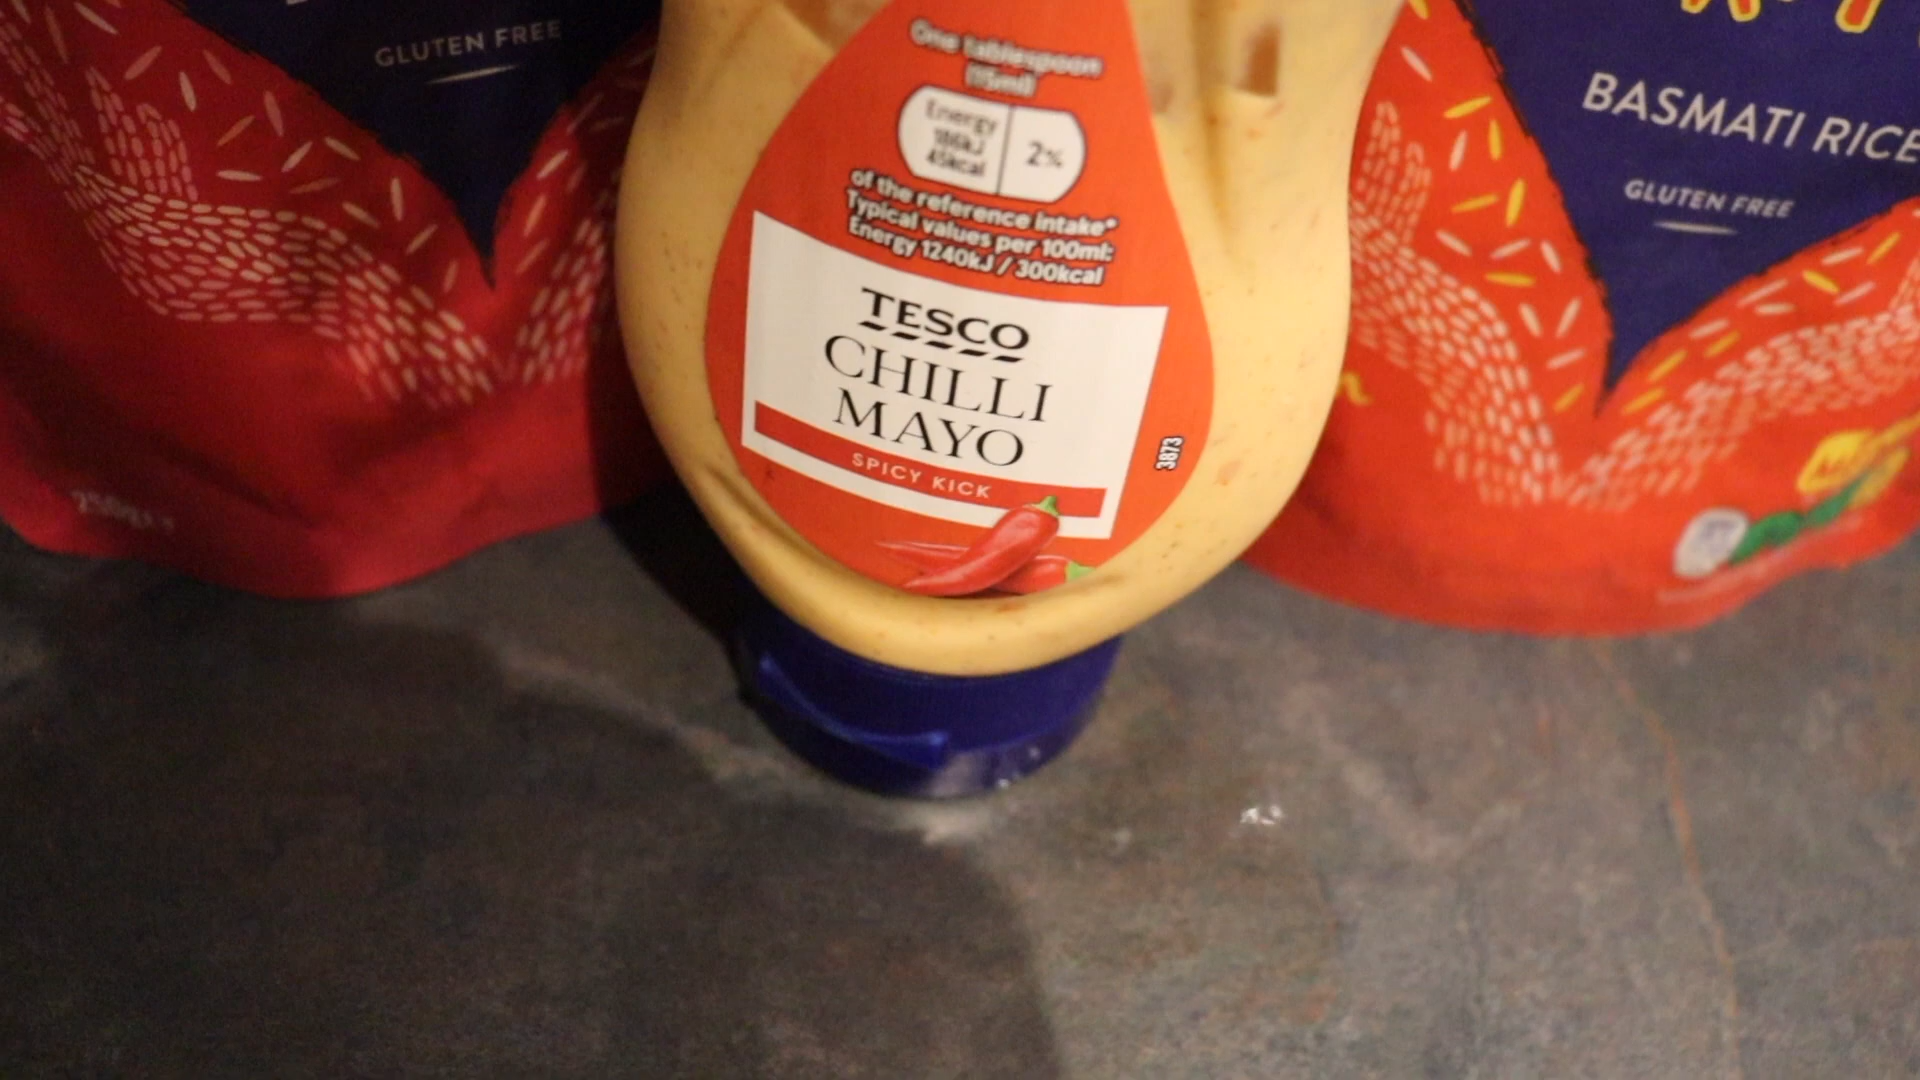 GLUTEN FREE
One tablespoon
(15ml)
Energy
186kJ
45kcal
2%
of the reference intake*
Typical values per 100ml:
Energy 1240kJ / 300kcal
TESCO
CHILLI
MAYO
SPICY KICK
3873
BASMATI RICE
GLUTEN FREE